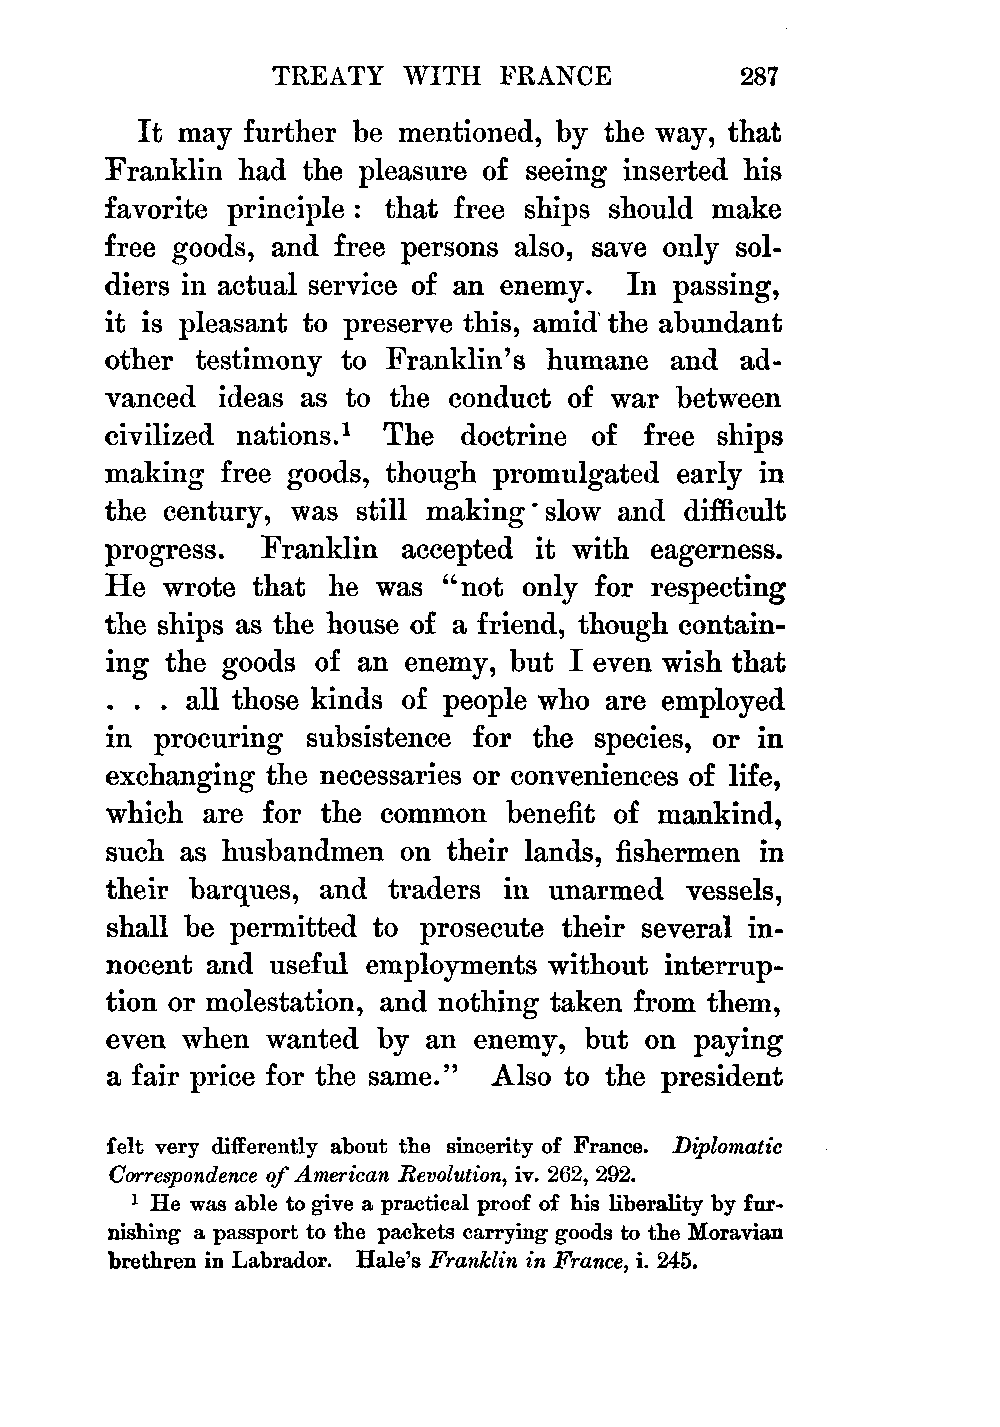 TREATY WITH FRANCE 287
It may further be mentioned, by the way, that
Franklin had the pleasure of seeing inserted his
favorite principle : that free ships should make
free goods, and free persons also, save only sol-
diers in actual service of an enemy. In passing,
it is pleasant to preserve this, amid the abundant
other testimony to Franklin's humane and ad-
vanced ideas as to the conduct of war between
civilized nations.¹ The doctrine of free ships
making free goods, though promulgated early in
the century, was still making slow and difficult
progress. Franklin accepted it with eagerness.
He wrote that he was "not only for respecting
the ships as the house of a friend, though contain-
ing the goods of an enemy, but I even wish that
. . . all those kinds of people who are employed
in procuring subsistence for the species, or in
exchanging the necessaries or conveniences of life,
which are for the common benefit of mankind,
such as husbandmen on their lands, fishermen in
their barques, and traders in unarmed vessels,
shall be permitted to prosecute their several in-
nocent and useful employments without interrup-
tion or molestation, and nothing taken from them,
even when wanted by an enemy, but on paying
a fair price for the same." Also to the president
felt very differently about the sincerity of France. Diplomatic
Correspondence of American Revolution, iv. 262, 292.
¹ He was able to give a practical proof of his liberality by fur-
nishing a passport to the packets carrying goods to the Moravian
brethren in Labrador. Hale's Franklin in France, i. 245.